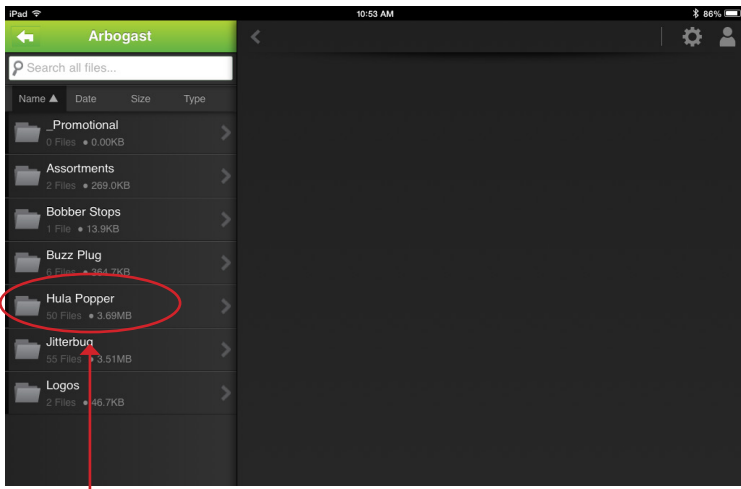 iPad 10:53 AM 86%
Arbogast
Search all files...
Name ▲ Date Size Type
_Promotional
0 Files ● 0.00KB
Assortments
2 Files ● 269.0KB
Bobber Stops
1 File ● 13.9KB
Buzz Plug
6 Files ● 364.7KB
Hula Popper
50 Files ● 3.69MB
Jitterbug
55 Files ● 3.51MB
Logos
2 Files ● 46.7KB